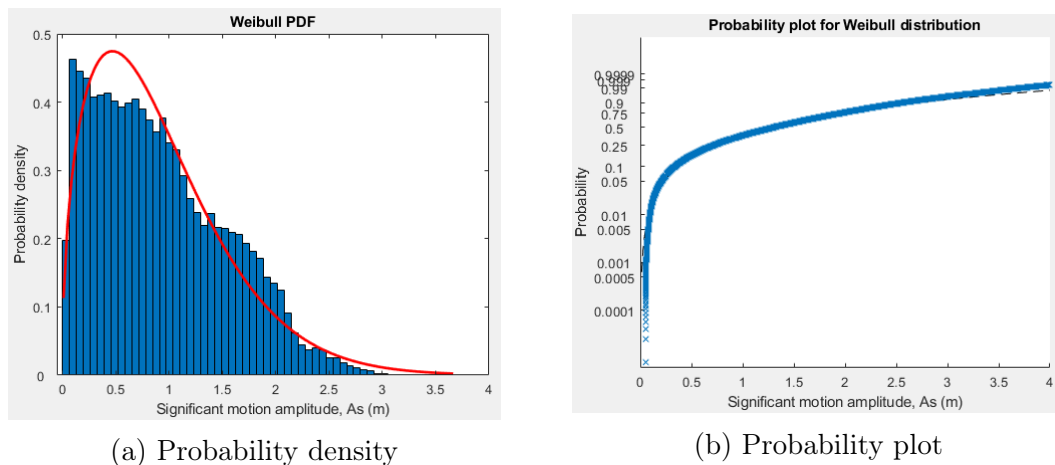 Weibull PDF
0.5
0.4
0.3
0.2
0.1
0
Probability density
0 0.5 1 1.5 2 2.5 3 3.5 4
Significant motion amplitude, As (m)
(a) Probability density
Probability plot for Weibull distribution
0.9999
0.999
0.99
0.9
0.75
0.5
0.25
0.1
0.05
0.01
0.005
0.001
0.0005
0.0001
Probability
0 0.5 1 1.5 2 2.5 3 3.5 4
Significant motion amplitude, As (m)
(b) Probability plot